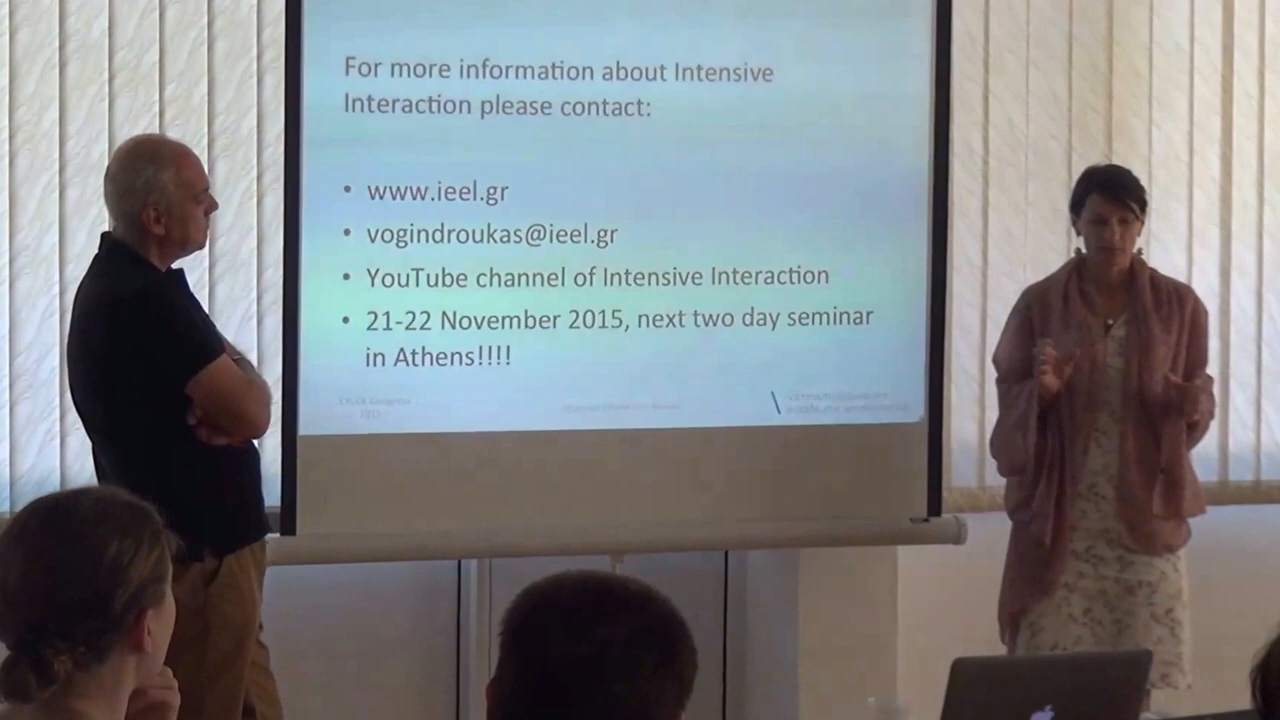 For more information about Intensive
Interaction please contact:
• www.ieel.gr
• vogindroukas@ieel.gr
• YouTube channel of Intensive Interaction
• 21-22 November 2015, next two day seminar
in Athens!!!!